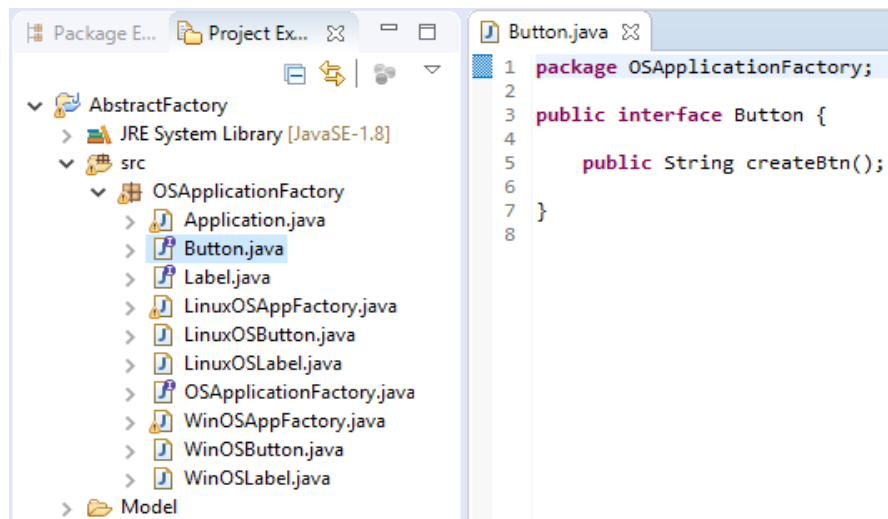 Package E...
Project Ex...
AbstractFactory
JRE System Library [JavaSE-1.8]
src
OSApplicationFactory
Application.java
Button.java
Label.java
LinuxOSAppFactory.java
LinuxOSButton.java
LinuxOSLabel.java
OSApplicationFactory.java
WinOSAppFactory.java
WinOSButton.java
WinOSLabel.java
Model
Button.java
1 package OSApplicationFactory;
2
3 public interface Button {
4
5     public String createBtn();
6
7 }
8